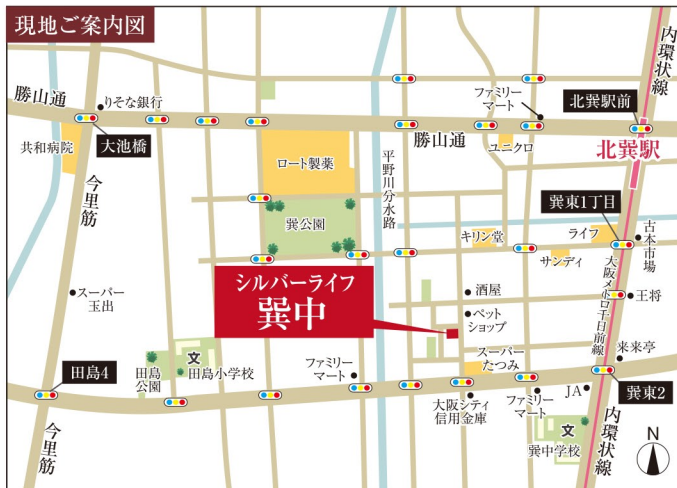 現地ご案内図
内環状線
りそな銀行
ファミリー
マート
北巽駅前
勝山通
勝山通
大池橋
共和病院
ユニクロ
北巽駅
ロート製薬
平野川分水路
今里筋
巽東1丁目
巽公園
キリン堂
ライフ
古本市場
サンディ
シルバーライフ
巽中
大阪メトロ千日前線
酒屋
王将
スーパー
玉出
ペット
ショップ
来来亭
田島4
田島
公園
文
田島小学校
ファミリー
マート
スーパー
たつみ
大阪シティ
信用金庫
ファミリー
マート
JA
巽東2
今里筋
文
巽中学校
内環状線
N